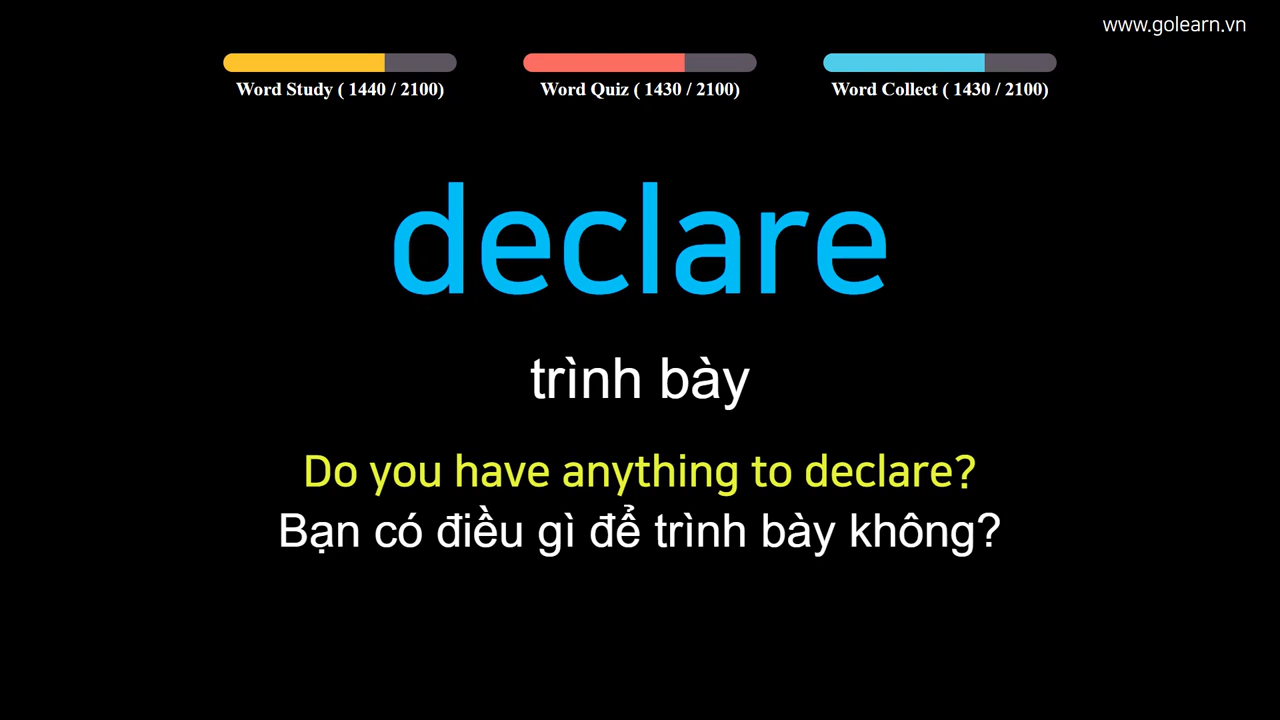 www.golearn.vn
Word Study ( 1440 / 2100)
Word Quiz ( 1430 / 2100)
Word Collect ( 1430 / 2100)
declare
trình bày
Do you have anything to declare?
Bạn có điều gì để trình bày không?